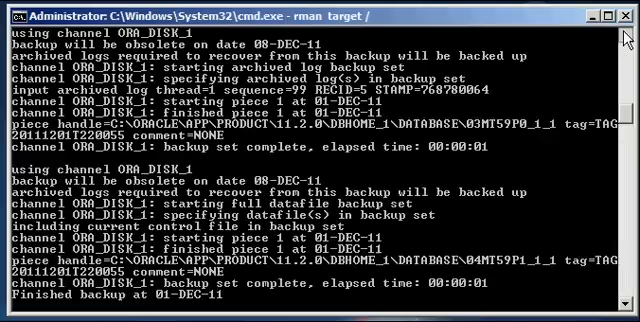 Administrator: C:\Windows\System32\cmd.exe - rman target /
using channel ORA_DISK_1
backup will be obsolete on date 08-DEC-11
archived logs required to recover from this backup will be backed up
channel ORA_DISK_1: starting archived log backup set
channel ORA_DISK_1: specifying archived log(s) in backup set
input archived log thread=1 sequence=99 RECID=5 STAMP=768780064
channel ORA_DISK_1: starting piece 1 at 01-DEC-11
channel ORA_DISK_1: finished piece 1 at 01-DEC-11
piece handle=C:\ORACLE\APP\PRODUCT\11.2.0\DBHOME_1\DATABASE\03MT59P0_1_1 tag=TAG
20111201T220055 comment=NONE
channel ORA_DISK_1: backup set complete, elapsed time: 00:00:01
using channel ORA_DISK_1
backup will be obsolete on date 08-DEC-11
archived logs required to recover from this backup will be backed up
channel ORA_DISK_1: starting full datafile backup set
channel ORA_DISK_1: specifying datafile(s) in backup set
including current control file in backup set
channel ORA_DISK_1: starting piece 1 at 01-DEC-11
channel ORA_DISK_1: finished piece 1 at 01-DEC-11
piece handle=C:\ORACLE\APP\PRODUCT\11.2.0\DBHOME_1\DATABASE\04MT59P1_1_1 tag=TAG
20111201T220055 comment=NONE
channel ORA_DISK_1: backup set complete, elapsed time: 00:00:01
Finished backup at 01-DEC-11